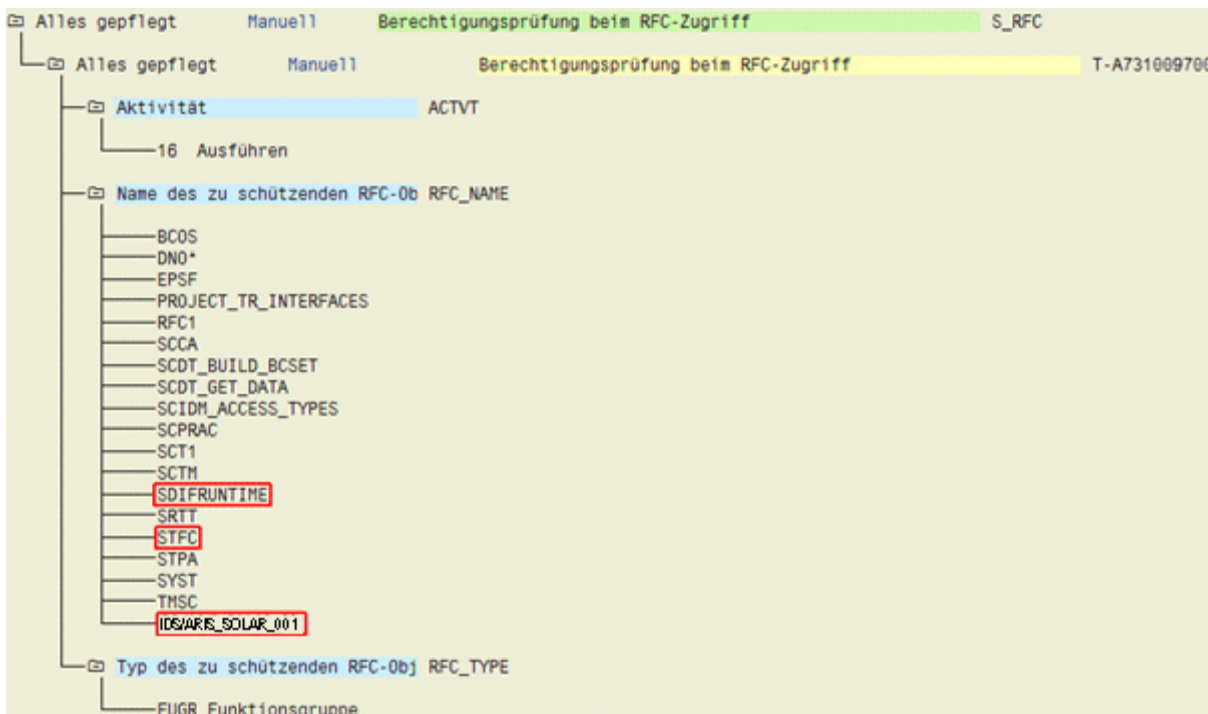 Alles gepflegt Manuell Berechtigungsprüfung beim RFC-Zugriff S_RFC
Alles gepflegt Manuell Berechtigungsprüfung beim RFC-Zugriff T-A731009700
Aktivität ACTVT
16 Ausführen
Name des zu schützenden RFC-Ob RFC_NAME
BCOS
DNO*
EPSF
PROJECT_TR_INTERFACES
RFC1
SCCA
SCDT_BUILD_BCSET
SCDT_GET_DATA
SCIDM_ACCESS_TYPES
SCPRAC
SCT1
SCTM
SDIFRUNTIME
SRTT
STFC
STPA
SYST
TMSC
IDS/ARIS_SOLAR_001
Typ des zu schützenden RFC-Obj RFC_TYPE
FUGR Funktionsgruppe